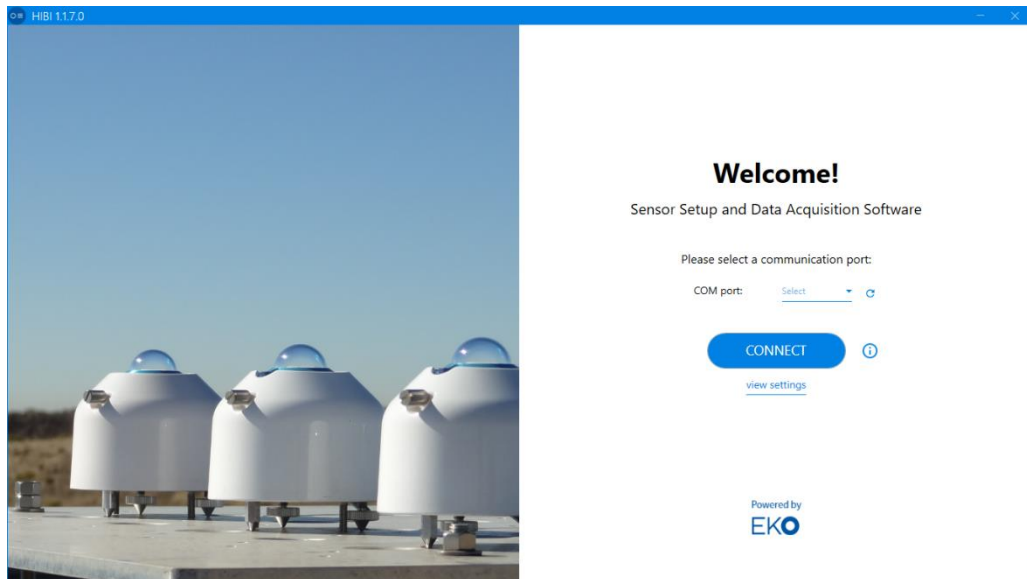 HIBI 1.1.7.0
Welcome!
Sensor Setup and Data Acquisition Software
Please select a communication port:
COM port: Select
CONNECT
view settings
Powered by
EKO